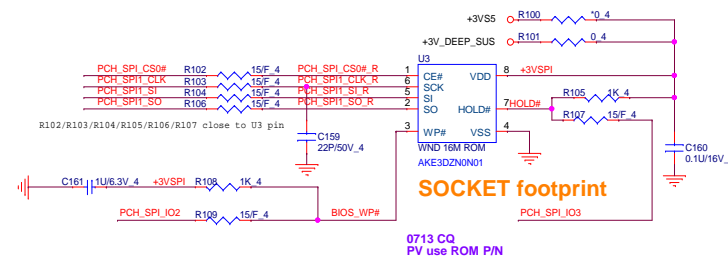 +3VS5 R100 *0_4
+3V_DEEP_SUS R101 0_4
U3
PCH_SPI_CS0# R102 15/F_4 PCH_SPI_CS0#_R 1 CE# VDD 8 +3VSPI
PCH_SPI1_CLK R103 15/F_4 PCH_SPI1_CLK_R 6 SCK
PCH_SPI1_SI R104 15/F_4 PCH_SPI1_SI_R 5 SI R105 1K_4
PCH_SPI1_SO R106 15/F_4 PCH_SPI1_SO_R 2 SO HOLD# 7 HOLD#
R107 15/F_4
R102/R103/R104/R105/R106/R107 close to U3 pin
3 WP# VSS 4
C159
22P/50V_4
WND 16M ROM
AKE3DZN0N01
C160
0.1U/16V_
C161 1U/6.3V_4 +3VSPI R108 1K_4
SOCKET footprint
PCH_SPI_IO2 R109 15/F_4 BIOS_WP# PCH_SPI_IO3
0713 CQ
PV use ROM P/N